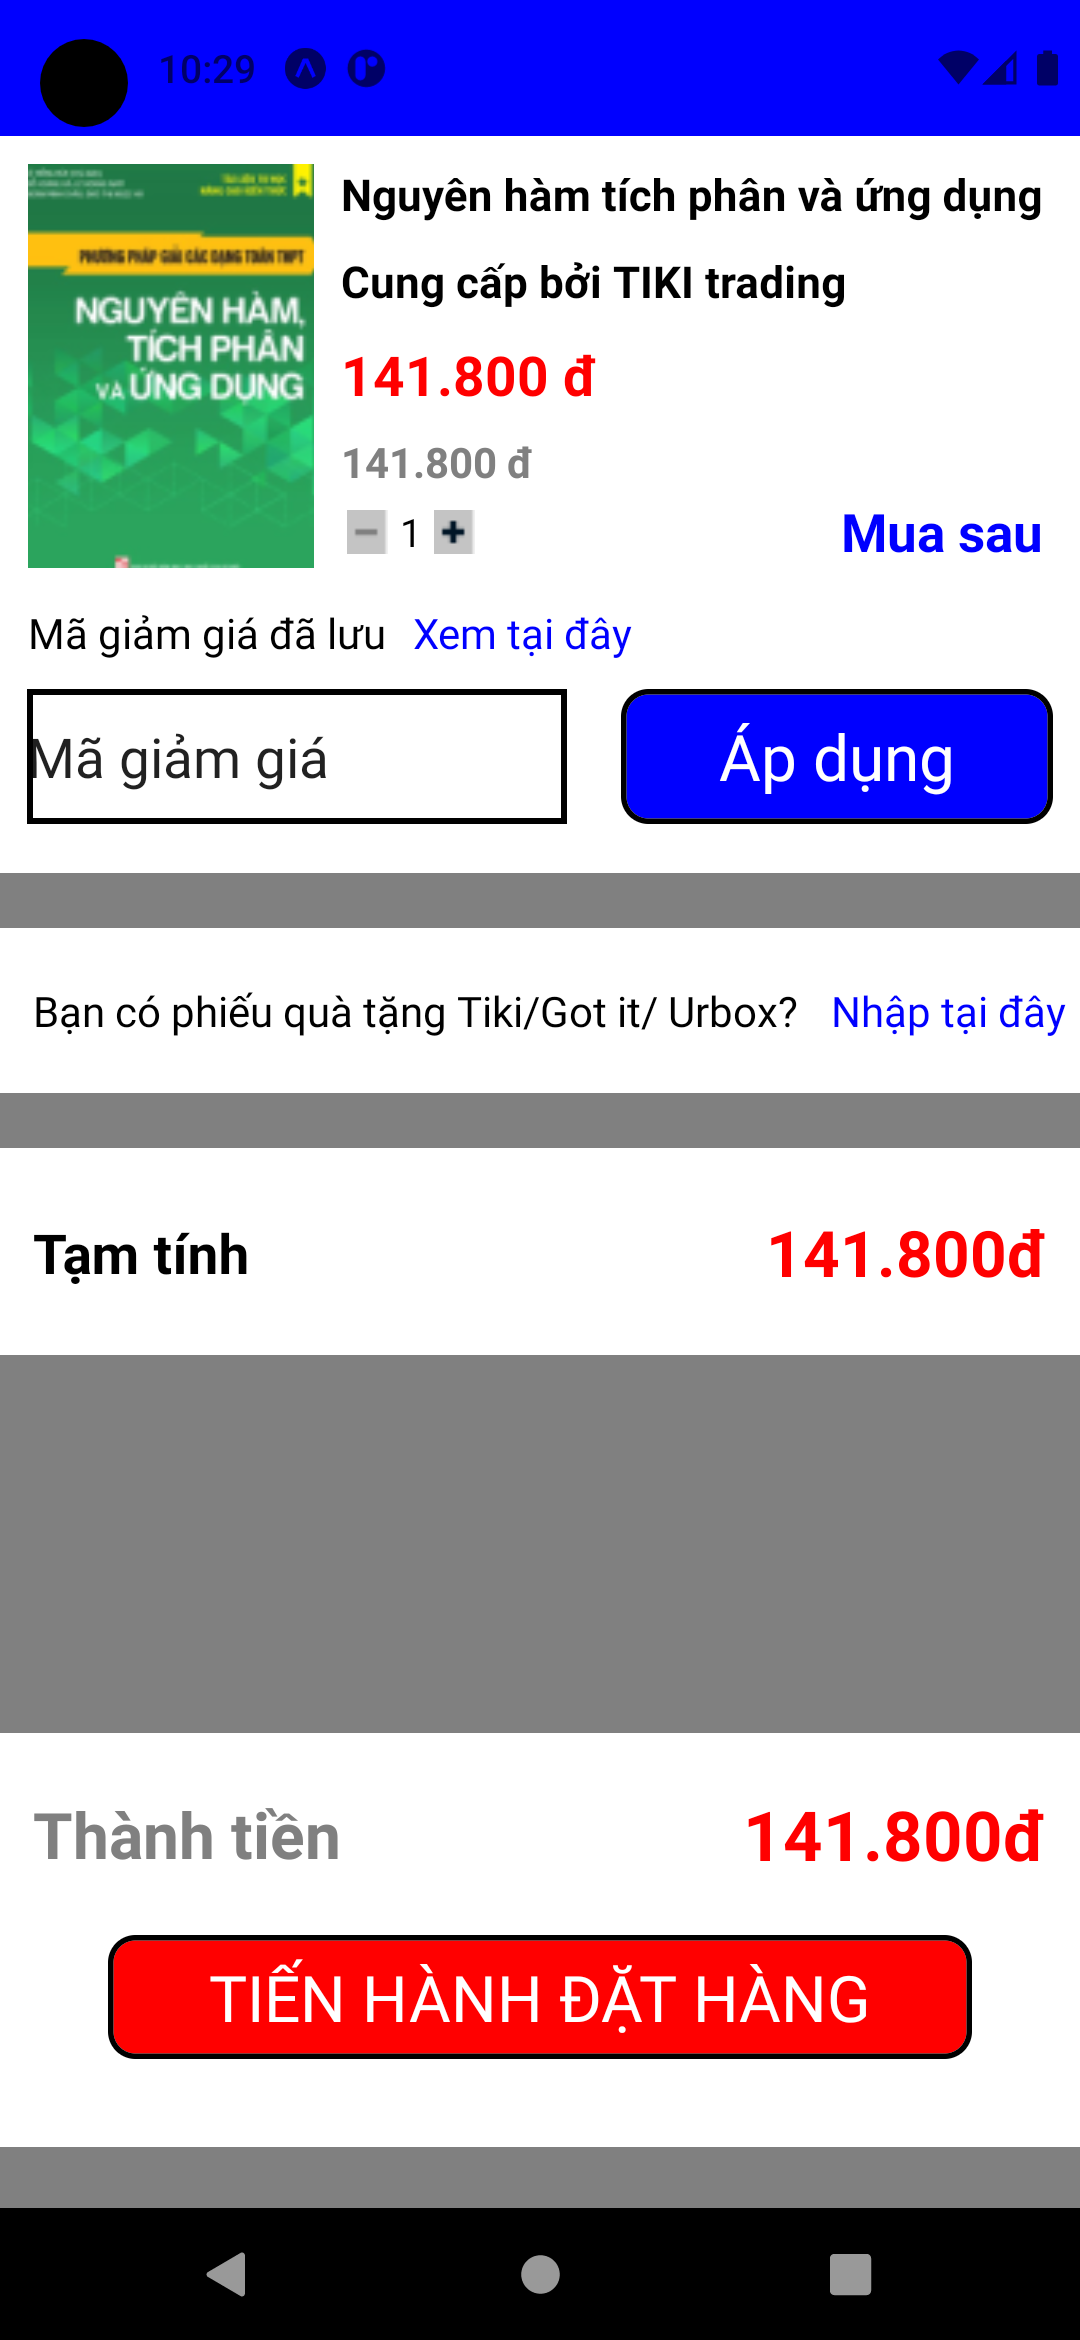 10:29
PHƯƠNG PHÁP GIẢI CÁC DẠNG TOÁN THPT
NGUYÊN HÀM,
TÍCH PHÂN
VÀ ỨNG DỤNG
Nguyên hàm tích phân và ứng dụng
Cung cấp bởi TIKI trading
141.800 đ
141.800 đ
1
Mua sau
Mã giảm giá đã lưu Xem tại đây
Mã giảm giá
Áp dụng
Bạn có phiếu quà tặng Tiki/Got it/ Urbox? Nhập tại đây
Tạm tính 141.800đ
Thành tiền 141.800đ
TIẾN HÀNH ĐẶT HÀNG